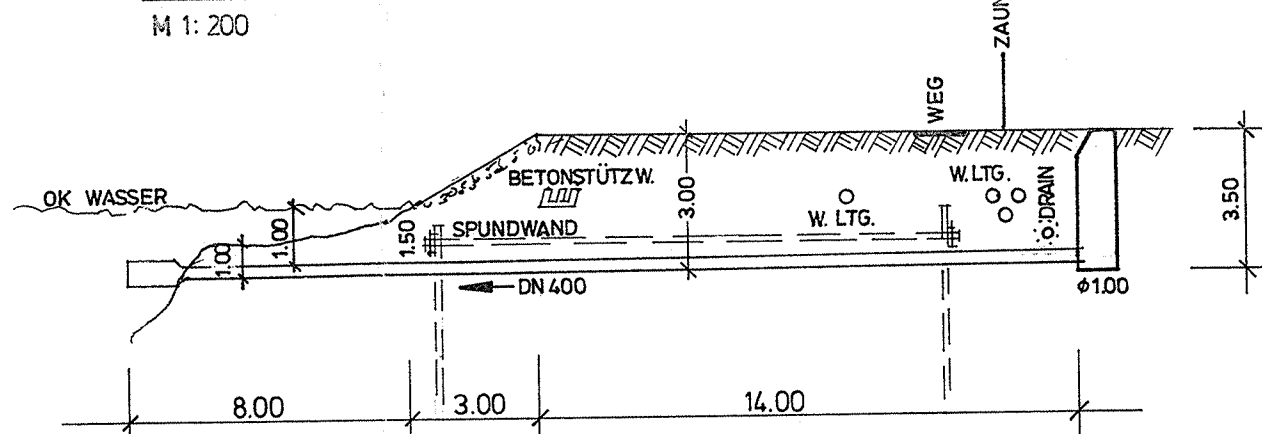 M 1: 200
ZAUN
WEG
BETONSTÜTZW.
W.LTG.
OK WASSER
DRAIN
3.00
3.50
W. LTG.
SPUNDWAND
1.00
1.50
1.00
DN 400
φ1.00
8.00
3.00
14.00